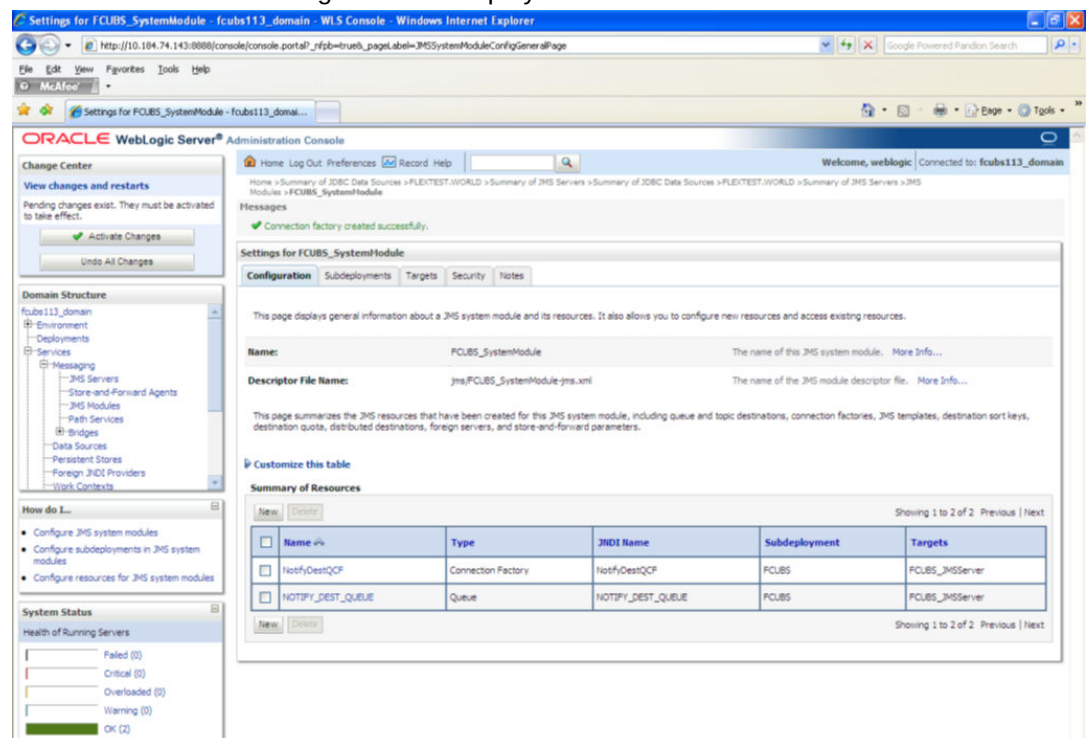 Settings for FCUBS_SystemModule - fcubs113_domain - WLS Console - Windows Internet Explorer
http://10.184.74.143:8888/console/console.portal?_nfpb=true&_pageLabel=JMSSystemModuleConfigGeneralPage
Google Powered Pandion Search
File Edit View Favorites Tools Help
McAfee
Settings for FCUBS_SystemModule - fcubs113_domai...
Page Tools
ORACLE WebLogic Server® Administration Console
Change Center
View changes and restarts
Pending changes exist. They must be activated
to take effect.
Activate Changes
Undo All Changes
Domain Structure
fcubs113_domain
Environment
Deployments
Services
Messaging
JMS Servers
Store-and-Forward Agents
JMS Modules
Path Services
Bridges
Data Sources
Persistent Stores
Foreign JNDI Providers
Work Contexts
How do I...
Configure JMS system modules
Configure subdeployments in JMS system
modules
Configure resources for JMS system modules
System Status
Health of Running Servers
Failed (0)
Critical (0)
Overloaded (0)
Warning (0)
OK (2)
Home Log Out Preferences Record Help
Welcome, weblogic Connected to: fcubs113_domain
Home >Summary of JDBC Data Sources >FLEXTEST.WORLD >Summary of JMS Servers >Summary of JDBC Data Sources >FLEXTEST.WORLD >Summary of JMS Servers >JMS
Modules >FCUBS_SystemModule
Messages
Connection factory created successfully.
Settings for FCUBS_SystemModule
Configuration Subdeployments Targets Security Notes
This page displays general information about a JMS system module and its resources. It also allows you to configure new resources and access existing resources.
Name: FCUBS_SystemModule The name of this JMS system module. More Info...
Descriptor File Name: jms/FCUBS_SystemModule-jms.xml The name of the JMS module descriptor file. More Info...
This page summarizes the JMS resources that have been created for this JMS system module, including queue and topic destinations, connection factories, JMS templates, destination sort keys,
destination quota, distributed destinations, foreign servers, and store-and-forward parameters.
Customize this table
Summary of Resources
New Delete Showing 1 to 2 of 2 Previous | Next
Name Type JNDI Name Subdeployment Targets
NotifyDestQCF Connection Factory NotifyDestQCF FCUBS FCUBS_JMSServer
NOTIFY_DEST_QUEUE Queue NOTIFY_DEST_QUEUE FCUBS FCUBS_JMSServer
New Delete Showing 1 to 2 of 2 Previous | Next